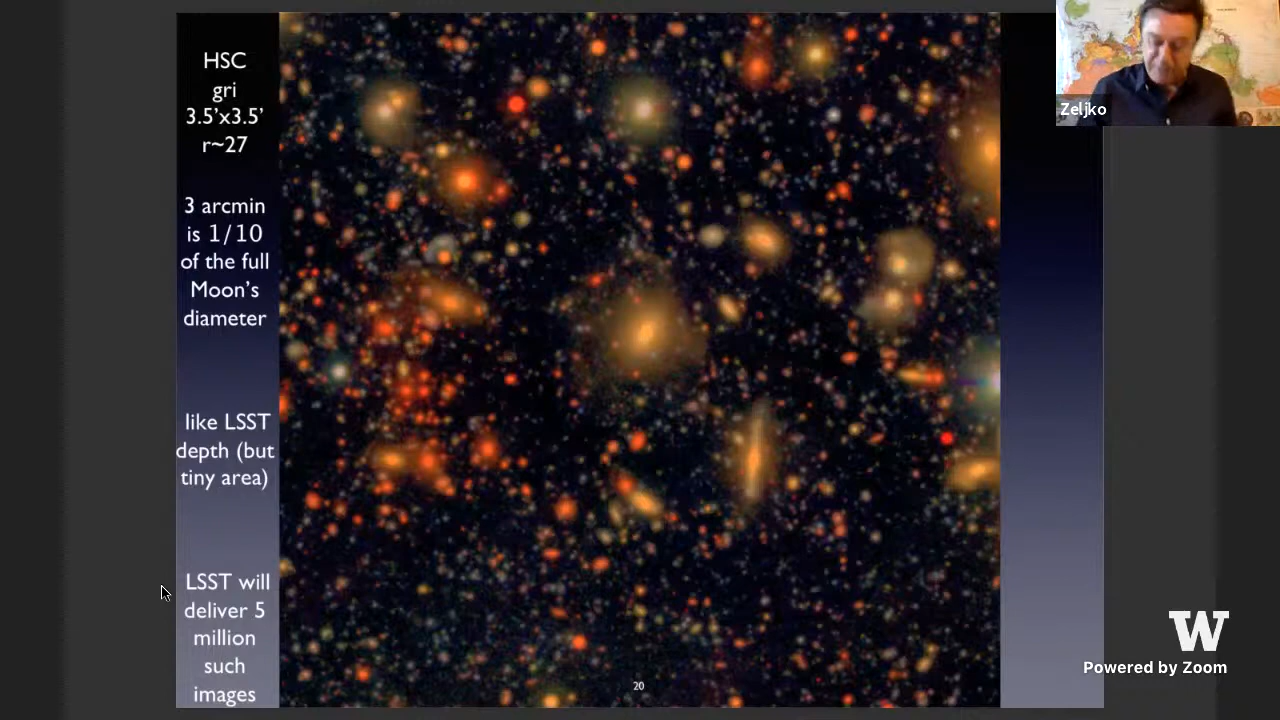 HSC
gri
3.5'x3.5'
r~27
3 arcmin
is 1/10
of the full
Moon's
diameter
like LSST
depth (but
tiny area)
LSST will
deliver 5
million
such
images
20
Zeljko
W
Powered by Zoom